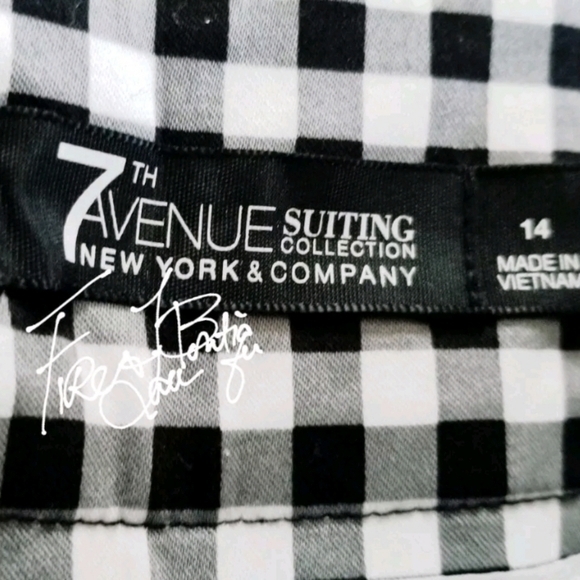 7TH
AVENUE SUITING
COLLECTION
NEW YORK & COMPANY
14
MADE IN
VIETNAM